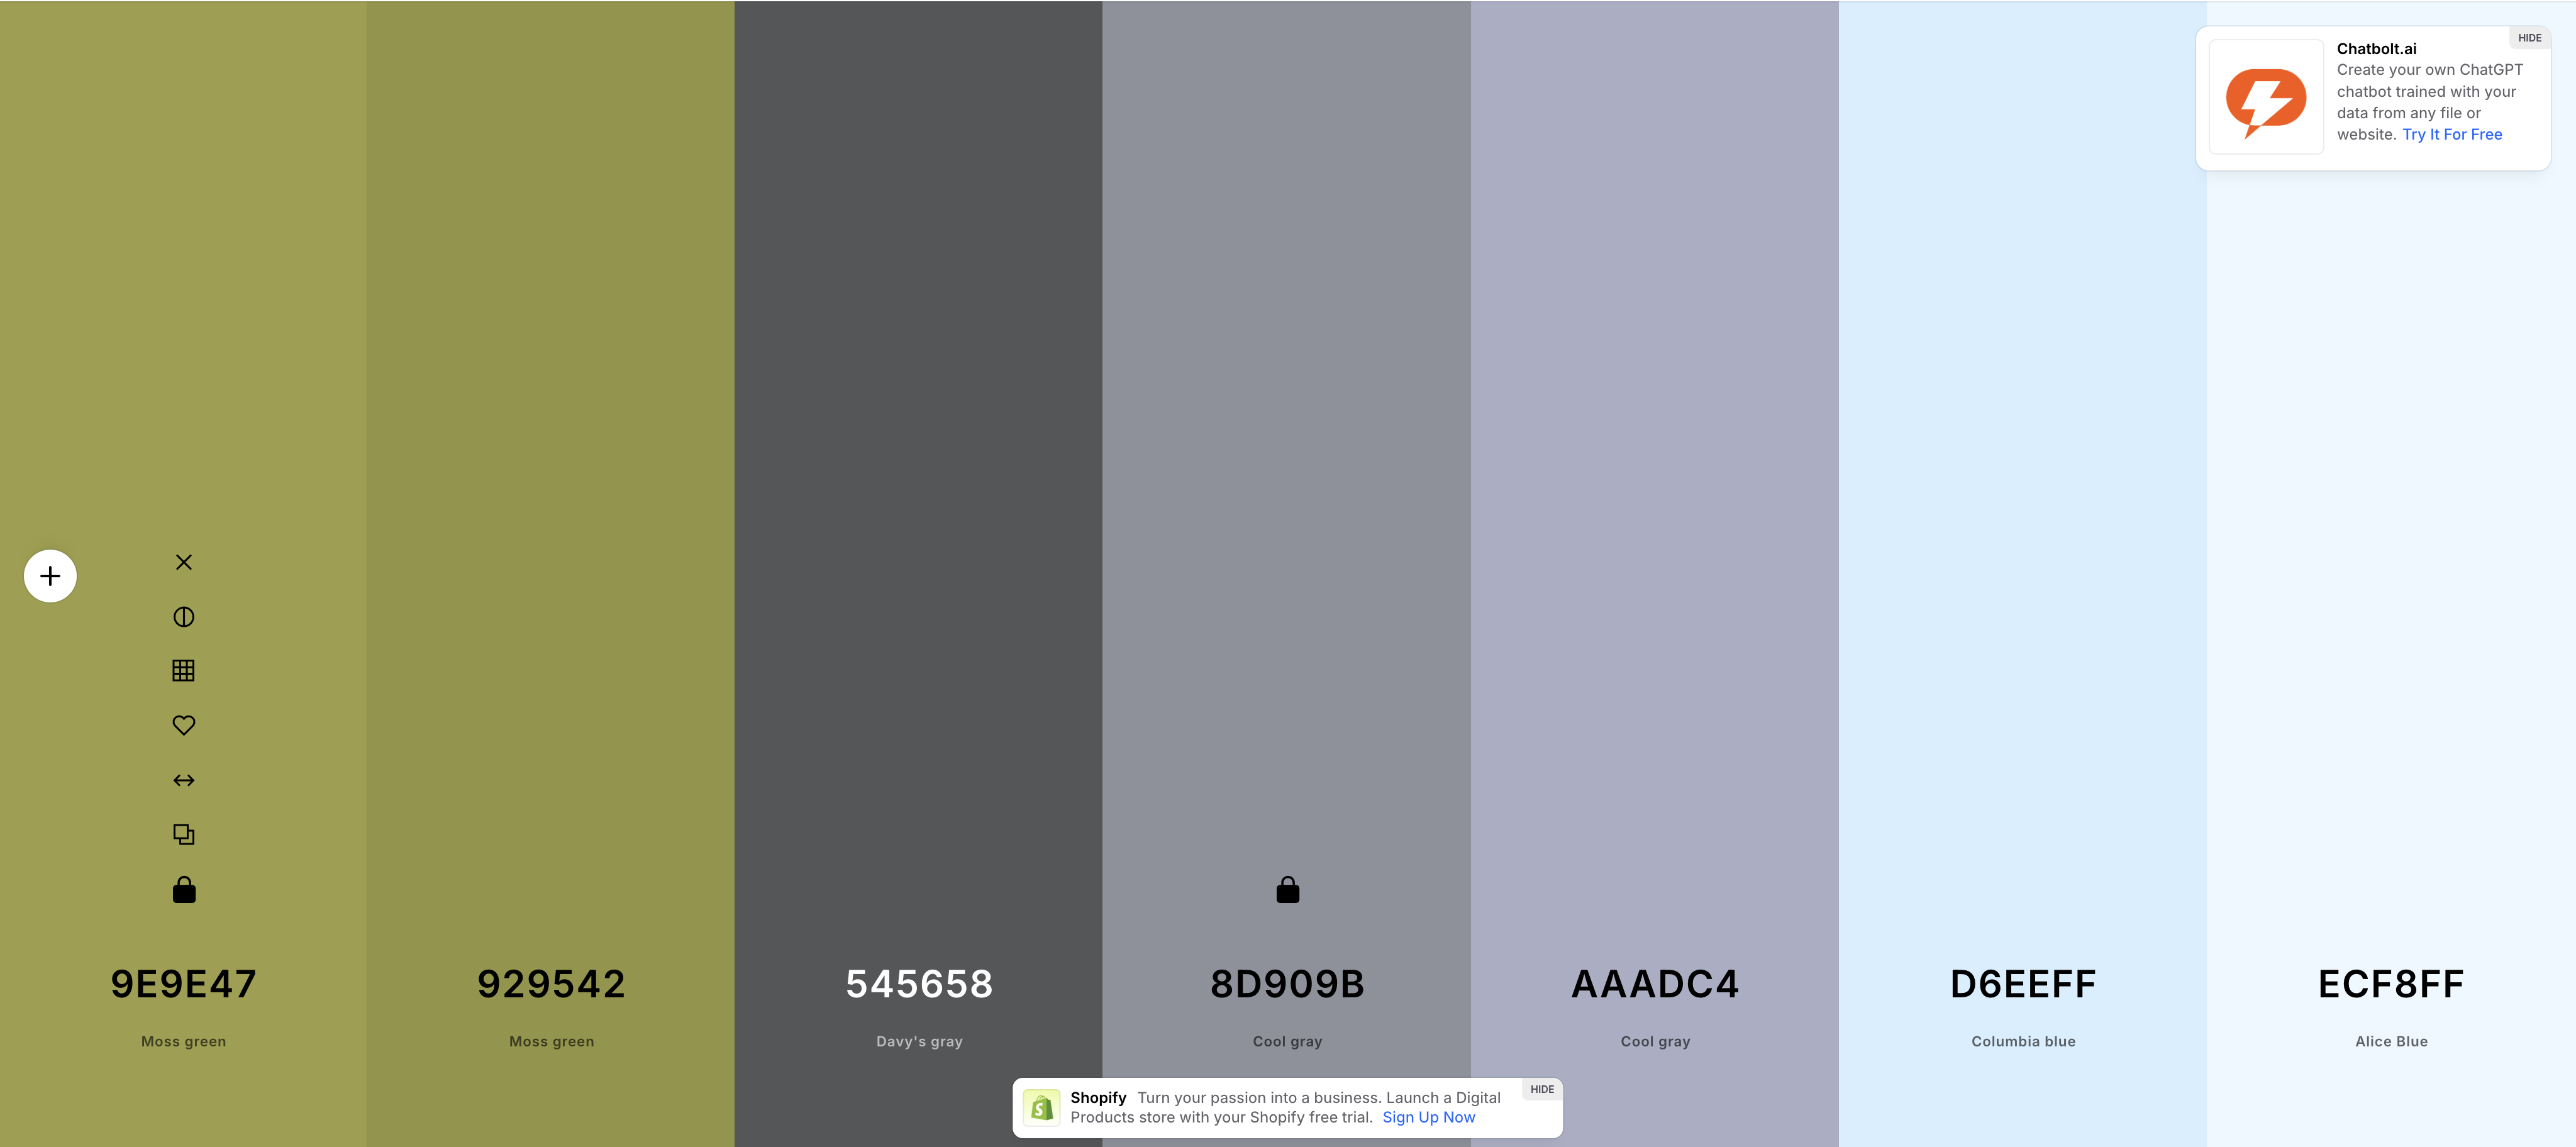 HIDE
Chatbolt.ai
Create your own ChatGPT
chatbot trained with your
data from any file or
website. Try It For Free
9E9E47
Moss green
929542
Moss green
545658
Davy's gray
8D909B
Cool gray
AAADC4
Cool gray
D6EEFF
Columbia blue
ECF8FF
Alice Blue
HIDE
Shopify Turn your passion into a business. Launch a Digital
Products store with your Shopify free trial. Sign Up Now